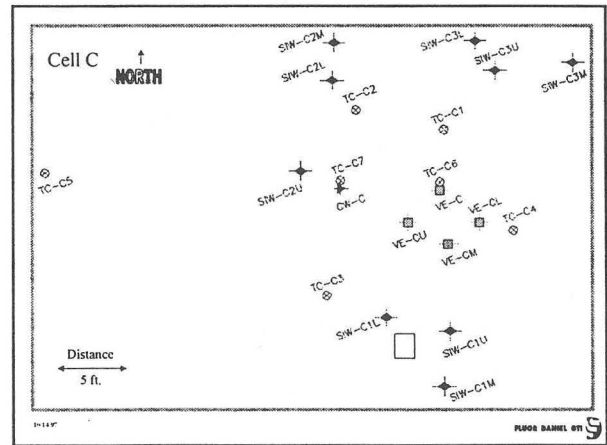 Cell C
NORTH
SIW-C2M
SIW-C3L
SIW-C3U
SIW-C3M
SIW-C2L
TC-C2
TC-C1
TC-C5
SIW-C2U
TC-C7
CW-C
TC-C6
VE-C
VE-CL
VE-CU
VE-CM
TC-C4
TC-C3
SIW-C1L
SIW-C1U
SIW-C1M
Distance
5 ft.
FLUOR DANIEL GTI